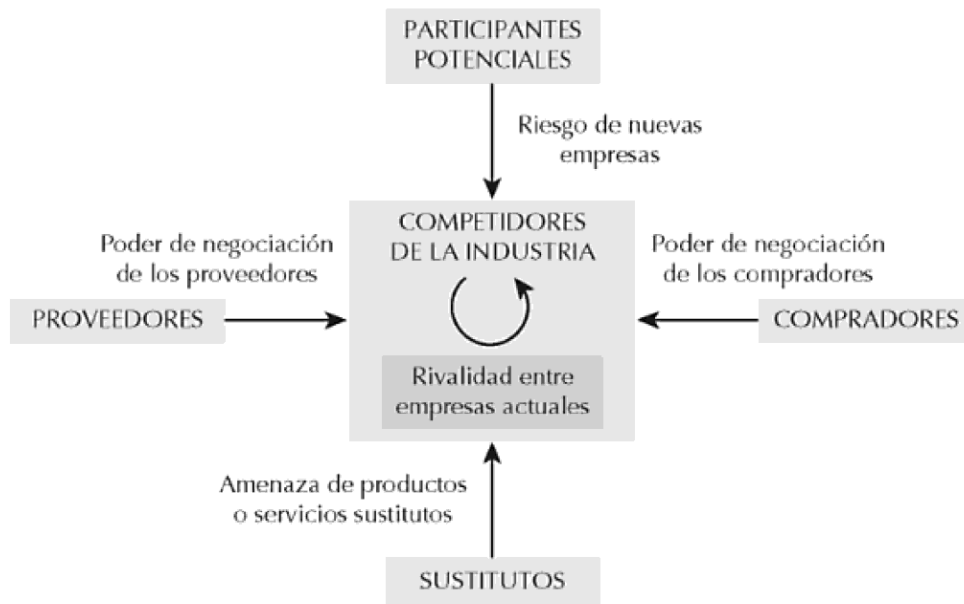 PARTICIPANTES
POTENCIALES
Riesgo de nuevas
empresas
COMPETIDORES
DE LA INDUSTRIA
Poder de negociación
de los proveedores
Poder de negociación
de los compradores
PROVEEDORES
COMPRADORES
Rivalidad entre
empresas actuales
Amenaza de productos
o servicios sustitutos
SUSTITUTOS